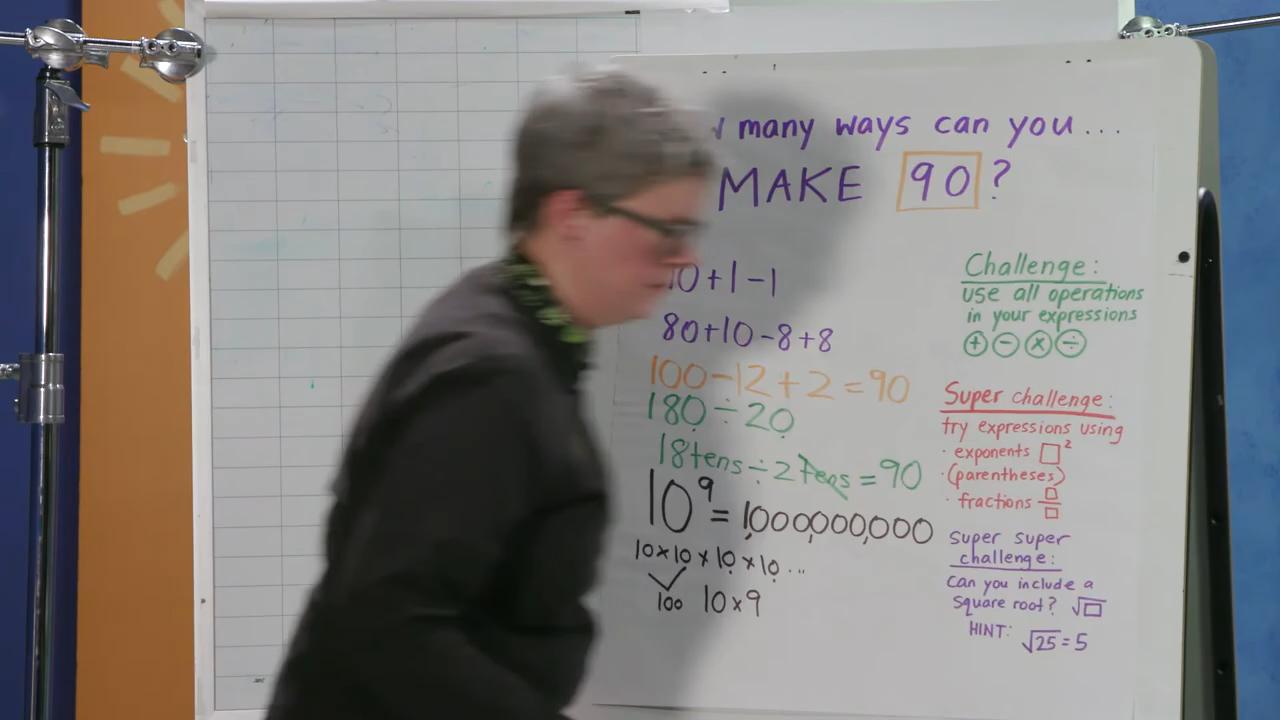 many ways can you...
MAKE 90?
0+1-1
80+10-8+8
100-12+2=90
180÷20
18tens÷2 tens=90
10⁹=1,000,000,000
10×10×10×10...
100 10×9
Challenge:
use all operations
in your expressions
+ - × ÷
Super challenge:
try expressions using
· exponents □²
· (parentheses)
· fractions □/□
Super super
challenge:
Can you include a
square root? √□
HINT: √25=5